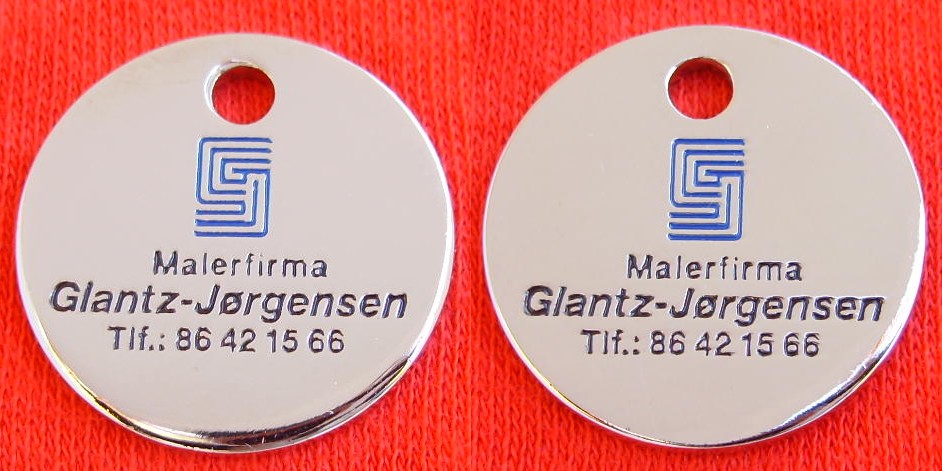 Malerfirma
Glantz-Jørgensen
Tlf.: 86 42 15 66
Malerfirma
Glantz-Jørgensen
Tlf.: 86 42 15 66